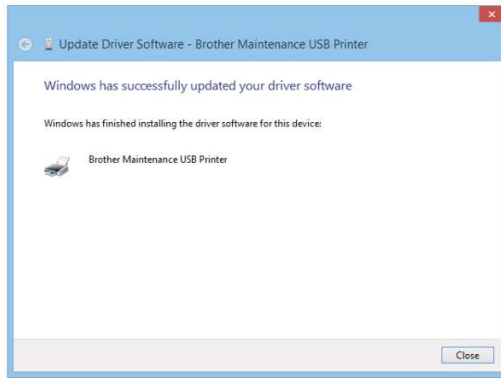 Update Driver Software - Brother Maintenance USB Printer
Windows has successfully updated your driver software
Windows has finished installing the driver software for this device:
Brother Maintenance USB Printer
Close